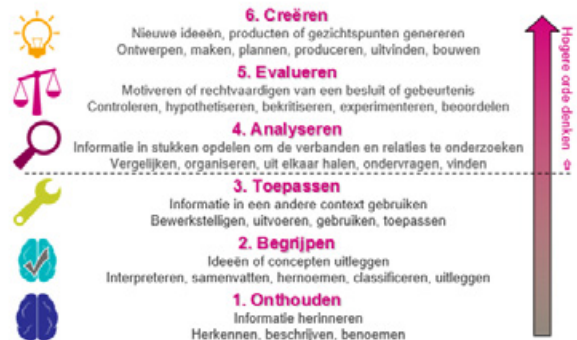 6. Creëren
Nieuwe ideeën, producten of gezichtspunten genereren
Ontwerpen, maken, plannen, produceren, uitvinden, bouwen
5. Evalueren
Motiveren of rechtvaardigen van een besluit of gebeurtenis
Controleren, hypothetiseren, bekritiseren, experimenteren, beoordelen
4. Analyseren
Informatie in stukken opdelen om de verbanden en relaties te onderzoeken
Vergelijken, organiseren, uit elkaar halen, ondervragen, vinden
3. Toepassen
Informatie in een andere context gebruiken
Bewerkstelligen, uitvoeren, gebruiken, toepassen
2. Begrijpen
Ideeën of concepten uitleggen
Interpreteren, samenvatten, hernoemen, classificeren, uitleggen
1. Onthouden
Informatie herinneren
Herkennen, beschrijven, benoemen
Hogere orde denken